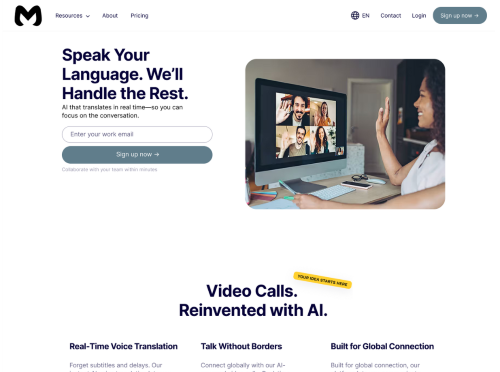 Resources About Pricing EN Contact Login Sign up now →
Speak Your
Language. We'll
Handle the Rest.
AI that translates in real time—so you can
focus on the conversation.
Enter your work email
Sign up now →
Collaborate with your team within minutes
YOUR IDEA STARTS HERE
Video Calls.
Reinvented with AI.
Real-Time Voice Translation Talk Without Borders Built for Global Connection
Forget subtitles and delays. Our Connect globally with our AI- Built for global connection, our